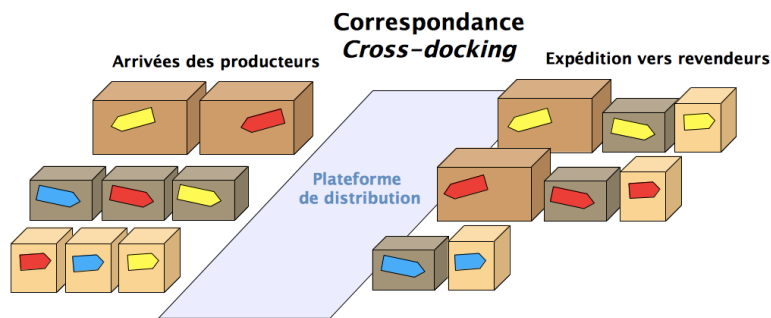 Correspondance
Cross-docking
Arrivées des producteurs
Expédition vers revendeurs
Plateforme
de distribution